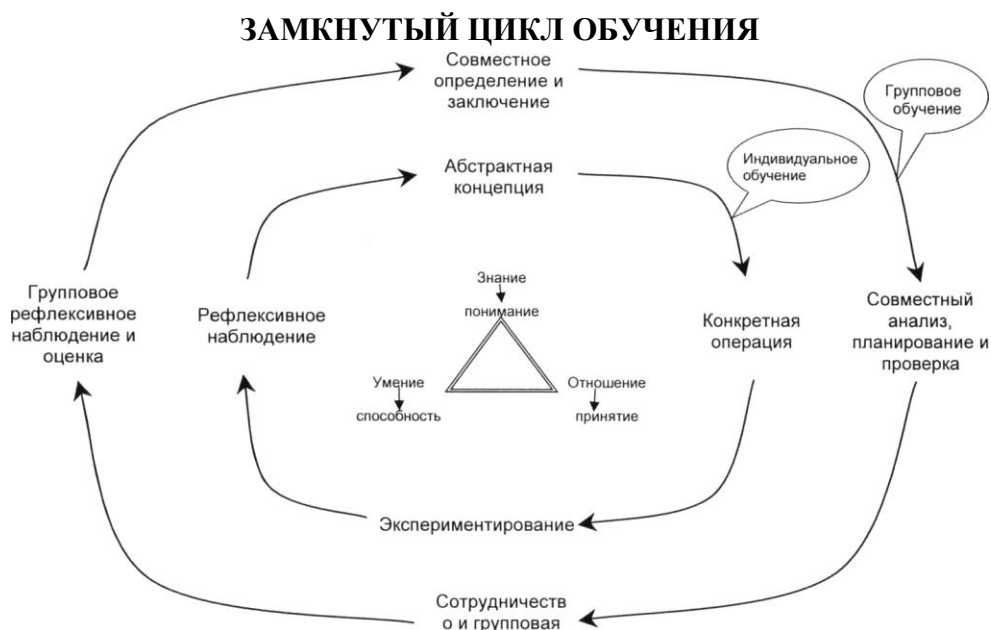 ЗАМКНУТЫЙ ЦИКЛ ОБУЧЕНИЯ
Совместное
определение и
заключение
Групповое
обучение
Абстрактная
концепция
Индивидуальное
обучение
Знание
понимание
Групповое
рефлексивное
наблюдение и
оценка
Рефлексивное
наблюдение
Конкретная
операция
Совместный
анализ,
планирование и
проверка
Умение
способность
Отношение
принятие
Экспериментирование
Сотрудничеств
о и групповая